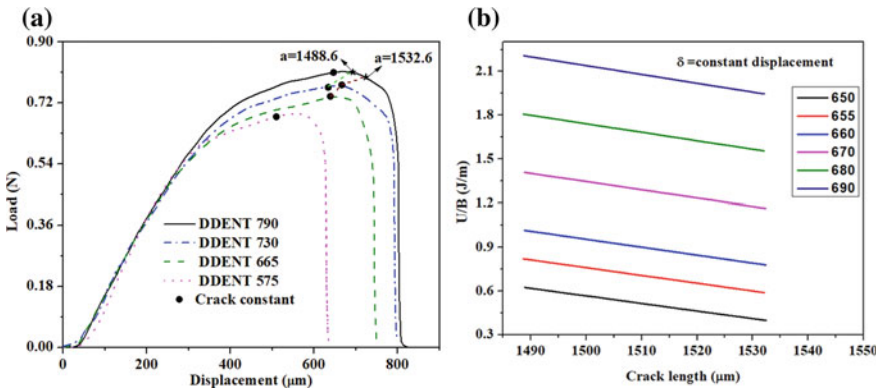 (a)
a=1488.6
a=1532.6
0.90
0.72
0.54
0.36
0.18
0.00
Load (N)
DDENT 790
DDENT 730
DDENT 665
DDENT 575
Crack constant
0
200
400
600
800
Displacement (μm)
(b)
δ =constant displacement
2.1
1.8
1.5
1.2
0.9
0.6
0.3
U/B (J/m)
650
655
660
670
680
690
1490
1500
1510
1520
1530
1540
1550
Crack length (μm)